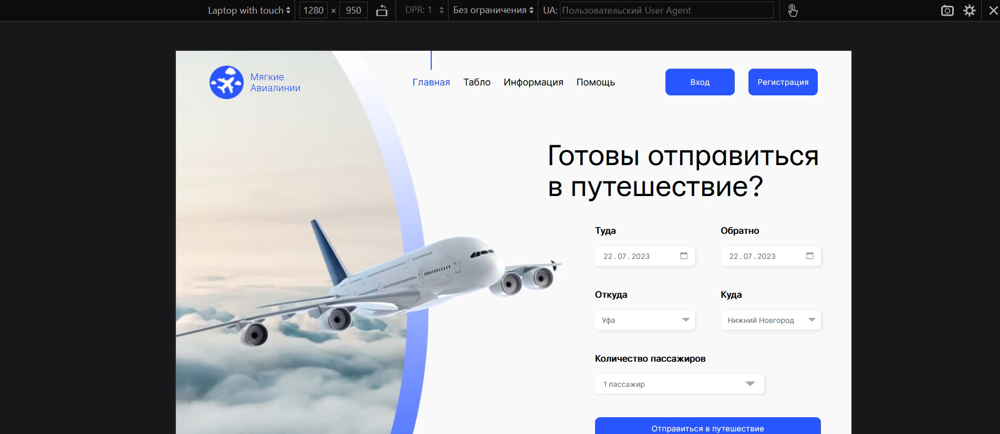 Laptop with touch 1280 × 950 DPR: 1 Без ограничения UA: Пользовательский User Agent
Мягкие
Авиалинии
Главная Табло Информация Помощь
Вход Регистрация
Готовы отправиться
в путешествие?
Туда Обратно
22 . 07 . 2023 22 . 07 . 2023
Откуда Куда
Уфа Нижний Новгород
Количество пассажиров
1 пассажир
Отправиться в путешествие